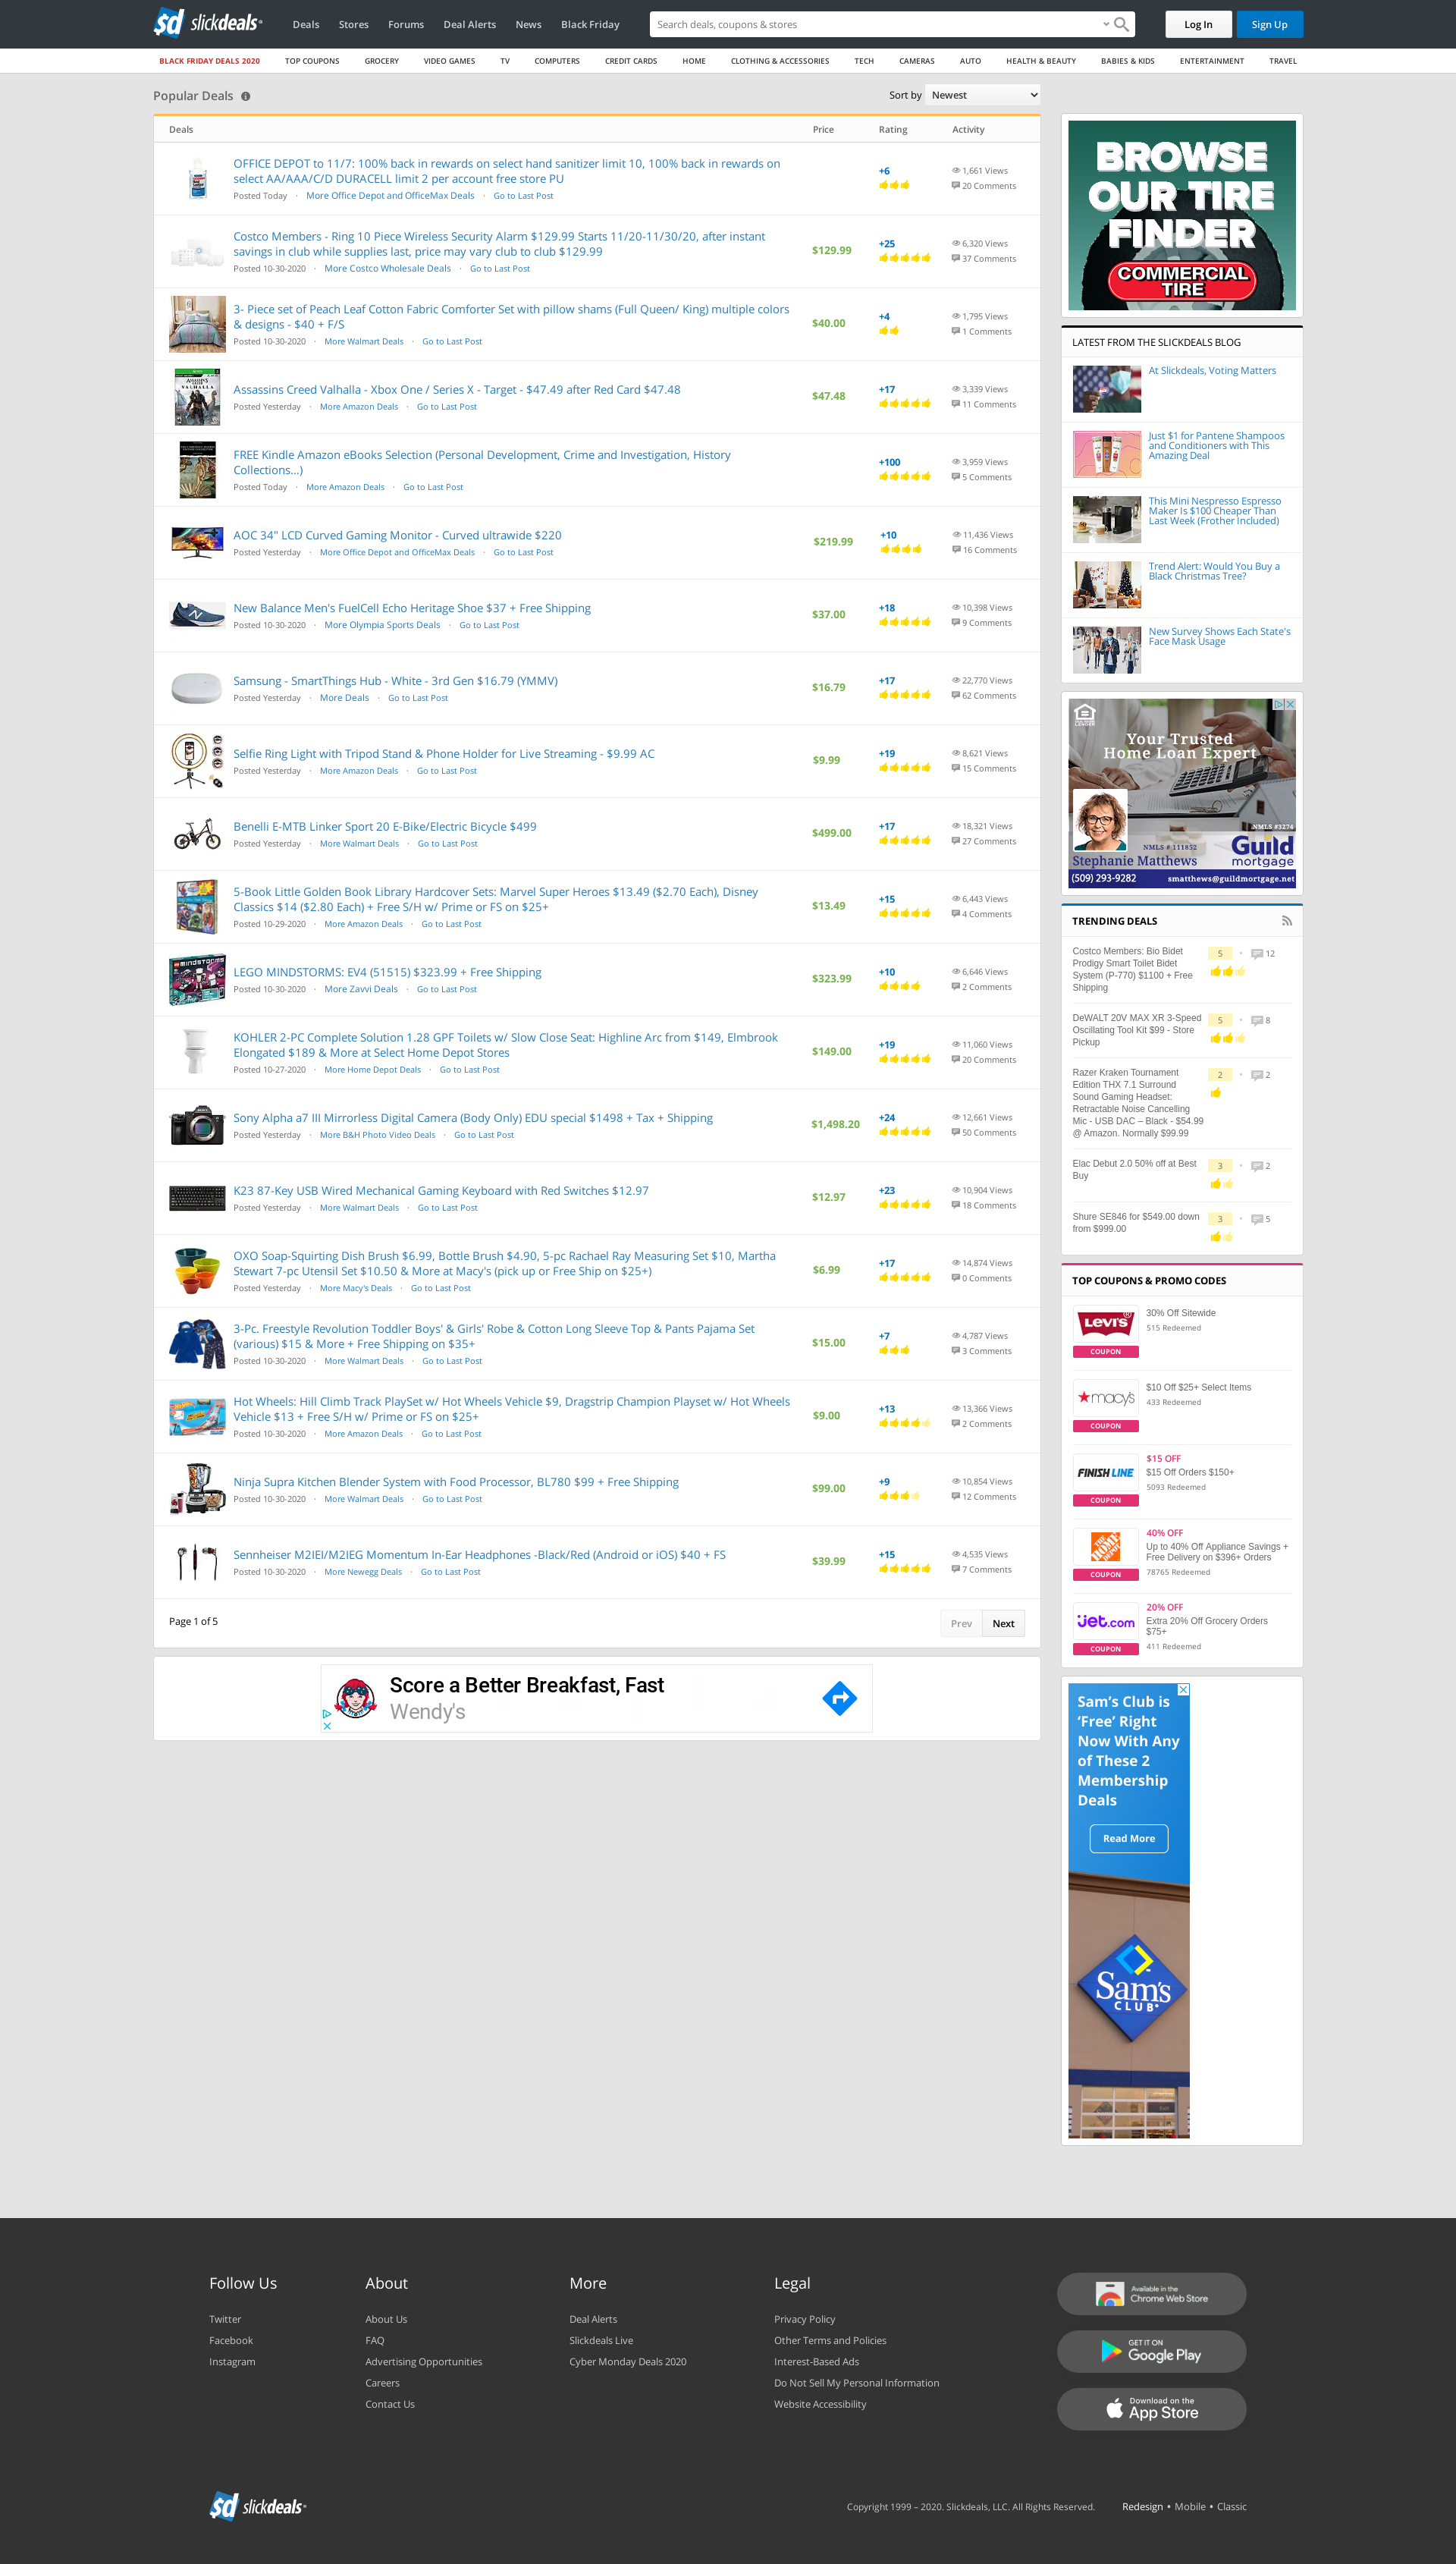 sd slickdeals
Deals Stores Forums Deal Alerts News Black Friday
Search deals, coupons & stores
Log In Sign Up
BLACK FRIDAY DEALS 2020 TOP COUPONS GROCERY VIDEO GAMES TV COMPUTERS CREDIT CARDS HOME CLOTHING & ACCESSORIES TECH CAMERAS AUTO HEALTH & BEAUTY BABIES & KIDS ENTERTAINMENT TRAVEL
Popular Deals
Sort by Newest
Deals Price Rating Activity
OFFICE DEPOT to 11/7: 100% back in rewards on select hand sanitizer limit 10, 100% back in rewards on
select AA/AAA/C/D DURACELL limit 2 per account free store PU
Posted Today · More Office Depot and OfficeMax Deals · Go to Last Post
+6
1,661 Views
20 Comments
Costco Members - Ring 10 Piece Wireless Security Alarm $129.99 Starts 11/20-11/30/20, after instant
savings in club while supplies last, price may vary club to club $129.99
Posted 10-30-2020 · More Costco Wholesale Deals · Go to Last Post
$129.99
+25
6,320 Views
37 Comments
3- Piece set of Peach Leaf Cotton Fabric Comforter Set with pillow shams (Full Queen/ King) multiple colors
& designs - $40 + F/S
Posted 10-30-2020 · More Walmart Deals · Go to Last Post
$40.00
+4
1,795 Views
1 Comments
Assassins Creed Valhalla - Xbox One / Series X - Target - $47.49 after Red Card $47.48
Posted Yesterday · More Amazon Deals · Go to Last Post
$47.48
+17
3,339 Views
11 Comments
FREE Kindle Amazon eBooks Selection (Personal Development, Crime and Investigation, History
Collections...)
Posted Today · More Amazon Deals · Go to Last Post
+100
3,959 Views
5 Comments
AOC 34" LCD Curved Gaming Monitor - Curved ultrawide $220
Posted Yesterday · More Office Depot and OfficeMax Deals · Go to Last Post
$219.99
+10
11,436 Views
16 Comments
New Balance Men's FuelCell Echo Heritage Shoe $37 + Free Shipping
Posted 10-30-2020 · More Olympia Sports Deals · Go to Last Post
$37.00
+18
10,398 Views
9 Comments
Samsung - SmartThings Hub - White - 3rd Gen $16.79 (YMMV)
Posted Yesterday · More Deals · Go to Last Post
$16.79
+17
22,770 Views
62 Comments
Selfie Ring Light with Tripod Stand & Phone Holder for Live Streaming - $9.99 AC
Posted Yesterday · More Amazon Deals · Go to Last Post
$9.99
+19
8,621 Views
15 Comments
Benelli E-MTB Linker Sport 20 E-Bike/Electric Bicycle $499
Posted Yesterday · More Walmart Deals · Go to Last Post
$499.00
+17
18,321 Views
27 Comments
5-Book Little Golden Book Library Hardcover Sets: Marvel Super Heroes $13.49 ($2.70 Each), Disney
Classics $14 ($2.80 Each) + Free S/H w/ Prime or FS on $25+
Posted 10-29-2020 · More Amazon Deals · Go to Last Post
$13.49
+15
6,443 Views
4 Comments
LEGO MINDSTORMS: EV4 (51515) $323.99 + Free Shipping
Posted 10-30-2020 · More Zavvi Deals · Go to Last Post
$323.99
+10
6,646 Views
2 Comments
KOHLER 2-PC Complete Solution 1.28 GPF Toilets w/ Slow Close Seat: Highline Arc from $149, Elmbrook
Elongated $189 & More at Select Home Depot Stores
Posted 10-27-2020 · More Home Depot Deals · Go to Last Post
$149.00
+19
11,060 Views
20 Comments
Sony Alpha a7 III Mirrorless Digital Camera (Body Only) EDU special $1498 + Tax + Shipping
Posted Yesterday · More B&H Photo Video Deals · Go to Last Post
$1,498.20
+24
12,661 Views
50 Comments
K23 87-Key USB Wired Mechanical Gaming Keyboard with Red Switches $12.97
Posted Yesterday · More Walmart Deals · Go to Last Post
$12.97
+23
10,904 Views
18 Comments
OXO Soap-Squirting Dish Brush $6.99, Bottle Brush $4.90, 5-pc Rachael Ray Measuring Set $10, Martha
Stewart 7-pc Utensil Set $10.50 & More at Macy's (pick up or Free Ship on $25+)
Posted Yesterday · More Macy's Deals · Go to Last Post
$6.99
+17
14,874 Views
0 Comments
3-Pc. Freestyle Revolution Toddler Boys' & Girls' Robe & Cotton Long Sleeve Top & Pants Pajama Set
(various) $15 & More + Free Shipping on $35+
Posted 10-30-2020 · More Walmart Deals · Go to Last Post
$15.00
+7
4,787 Views
3 Comments
Hot Wheels: Hill Climb Track PlaySet w/ Hot Wheels Vehicle $9, Dragstrip Champion Playset w/ Hot Wheels
Vehicle $13 + Free S/H w/ Prime or FS on $25+
Posted 10-30-2020 · More Amazon Deals · Go to Last Post
$9.00
+13
13,366 Views
2 Comments
Ninja Supra Kitchen Blender System with Food Processor, BL780 $99 + Free Shipping
Posted 10-30-2020 · More Walmart Deals · Go to Last Post
$99.00
+9
10,854 Views
12 Comments
Sennheiser M2IEI/M2IEG Momentum In-Ear Headphones -Black/Red (Android or iOS) $40 + FS
Posted 10-30-2020 · More Newegg Deals · Go to Last Post
$39.99
+15
4,535 Views
7 Comments
Page 1 of 5
Prev Next
Score a Better Breakfast, Fast
Wendy's
BROWSE
OUR TIRE
FINDER
COMMERCIAL
TIRE
LATEST FROM THE SLICKDEALS BLOG
At Slickdeals, Voting Matters
Just $1 for Pantene Shampoos
and Conditioners with This
Amazing Deal
This Mini Nespresso Espresso
Maker Is $100 Cheaper Than
Last Week (Frother Included)
Trend Alert: Would You Buy a
Black Christmas Tree?
New Survey Shows Each State's
Face Mask Usage
Your Trusted
Home Loan Expert
NMLS #3274
NMLS # 111852
Guild
mortgage
Stephanie Matthews
(509) 293-9282 smatthews@guildmortgage.net
TRENDING DEALS
Costco Members: Bio Bidet
Prodigy Smart Toilet Bidet
System (P-770) $1100 + Free
Shipping
5 · 12
DeWALT 20V MAX XR 3-Speed
Oscillating Tool Kit $99 - Store
Pickup
5 · 8
Razer Kraken Tournament
Edition THX 7.1 Surround
Sound Gaming Headset:
Retractable Noise Cancelling
Mic - USB DAC – Black - $54.99
@ Amazon. Normally $99.99
2 · 2
Elac Debut 2.0 50% off at Best
Buy
3 · 2
Shure SE846 for $549.00 down
from $999.00
3 · 5
TOP COUPONS & PROMO CODES
LEVI'S
COUPON
30% Off Sitewide
515 Redeemed
macy's
COUPON
$10 Off $25+ Select Items
433 Redeemed
FINISH LINE
COUPON
$15 OFF
$15 Off Orders $150+
5093 Redeemed
COUPON
40% OFF
Up to 40% Off Appliance Savings +
Free Delivery on $396+ Orders
78765 Redeemed
jet.com
COUPON
20% OFF
Extra 20% Off Grocery Orders
$75+
411 Redeemed
Sam's Club is
'Free' Right
Now With Any
of These 2
Membership
Deals
Read More
Sam's
CLUB
Follow Us
Twitter
Facebook
Instagram
About
About Us
FAQ
Advertising Opportunities
Careers
Contact Us
More
Deal Alerts
Slickdeals Live
Cyber Monday Deals 2020
Legal
Privacy Policy
Other Terms and Policies
Interest-Based Ads
Do Not Sell My Personal Information
Website Accessibility
Available in the
Chrome Web Store
GET IT ON
Google Play
Download on the
App Store
sd slickdeals
Copyright 1999 – 2020. Slickdeals, LLC. All Rights Reserved.
Redesign • Mobile • Classic